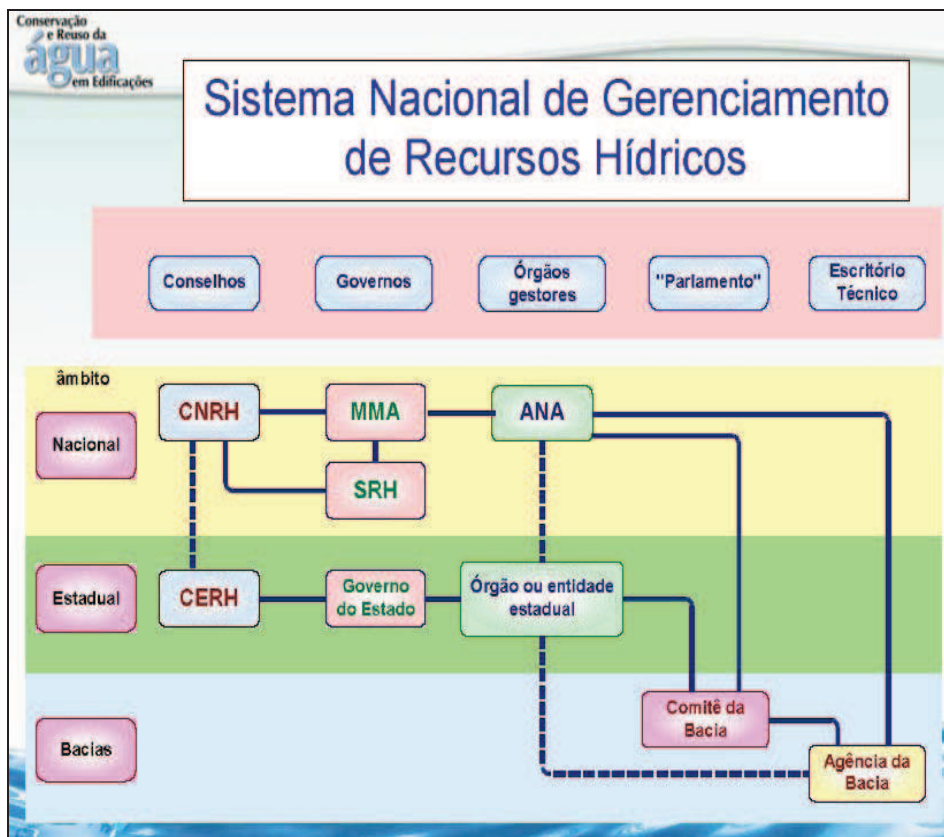 Conservação
e Reuso da
água
em Edificações
Sistema Nacional de Gerenciamento
de Recursos Hídricos
Conselhos
Governos
Órgãos
gestores
"Parlamento"
Escritório
Técnico
âmbito
Nacional
CNRH
MMA
ANA
SRH
Estadual
CERH
Governo
do Estado
Órgão ou entidade
estadual
Bacias
Comitê da
Bacia
Agência da
Bacia